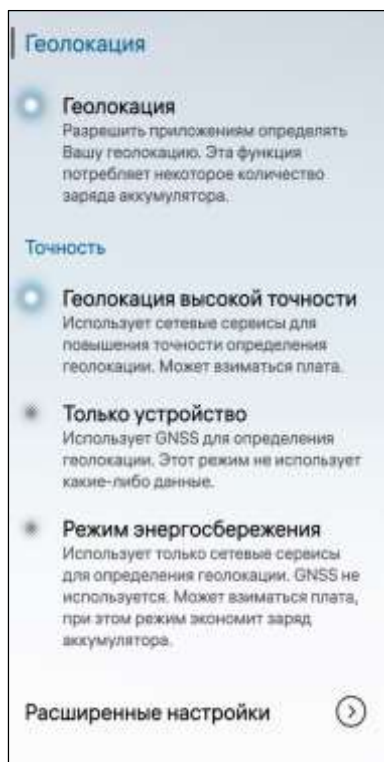 Геолокация
Геолокация
Разрешить приложениям определять
Вашу геолокацию. Эта функция
потребляет некоторое количество
заряда аккумулятора.
Точность
Геолокация высокой точности
Использует сетевые сервисы для
повышения точности определения
геолокации. Может взиматься плата.
Только устройство
Использует GNSS для определения
геолокации. Этот режим не использует
какие-либо данные.
Режим энергосбережения
Использует только сетевые сервисы
для определения геолокации. GNSS не
используется. Может взиматься плата,
при этом режим экономит заряд
аккумулятора.
Расширенные настройки